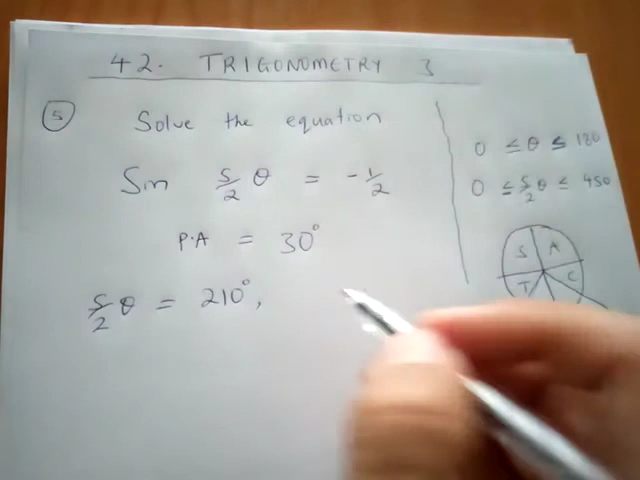 42. TRIGONOMETRY 3
5 Solve the equation
Sin 5/2 θ = -1/2
P.A = 30°
5/2 θ = 210°,
0 ≤ θ ≤ 180
0 ≤ 5/2 θ ≤ 450
S A
T C